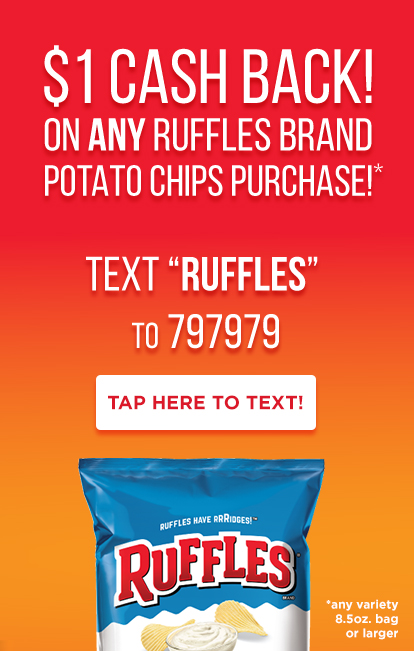 $1 CASH BACK!
ON ANY RUFFLES BRAND
POTATO CHIPS PURCHASE!*
TEXT “RUFFLES”
TO 797979
TAP HERE TO TEXT!
RUFFLES HAVE RRRIDGES!™
RUFFLES
BRAND
*any variety
8.5oz. bag
or larger